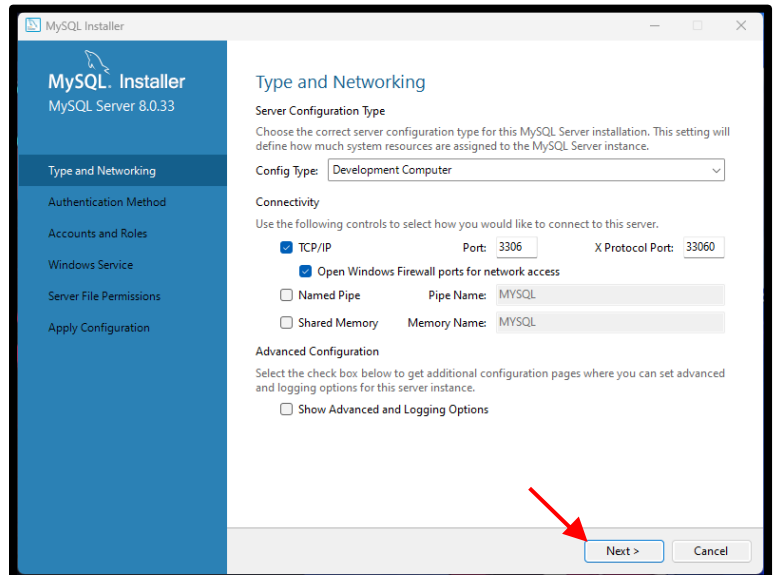 MySQL Installer
MySQL. Installer
MySQL Server 8.0.33
Type and Networking
Authentication Method
Accounts and Roles
Windows Service
Server File Permissions
Apply Configuration
Type and Networking
Server Configuration Type
Choose the correct server configuration type for this MySQL Server installation. This setting will
define how much system resources are assigned to the MySQL Server instance.
Config Type: Development Computer
Connectivity
Use the following controls to select how you would like to connect to this server.
TCP/IP Port: 3306 X Protocol Port: 33060
Open Windows Firewall ports for network access
Named Pipe Pipe Name: MYSQL
Shared Memory Memory Name: MYSQL
Advanced Configuration
Select the check box below to get additional configuration pages where you can set advanced
and logging options for this server instance.
Show Advanced and Logging Options
Next > Cancel